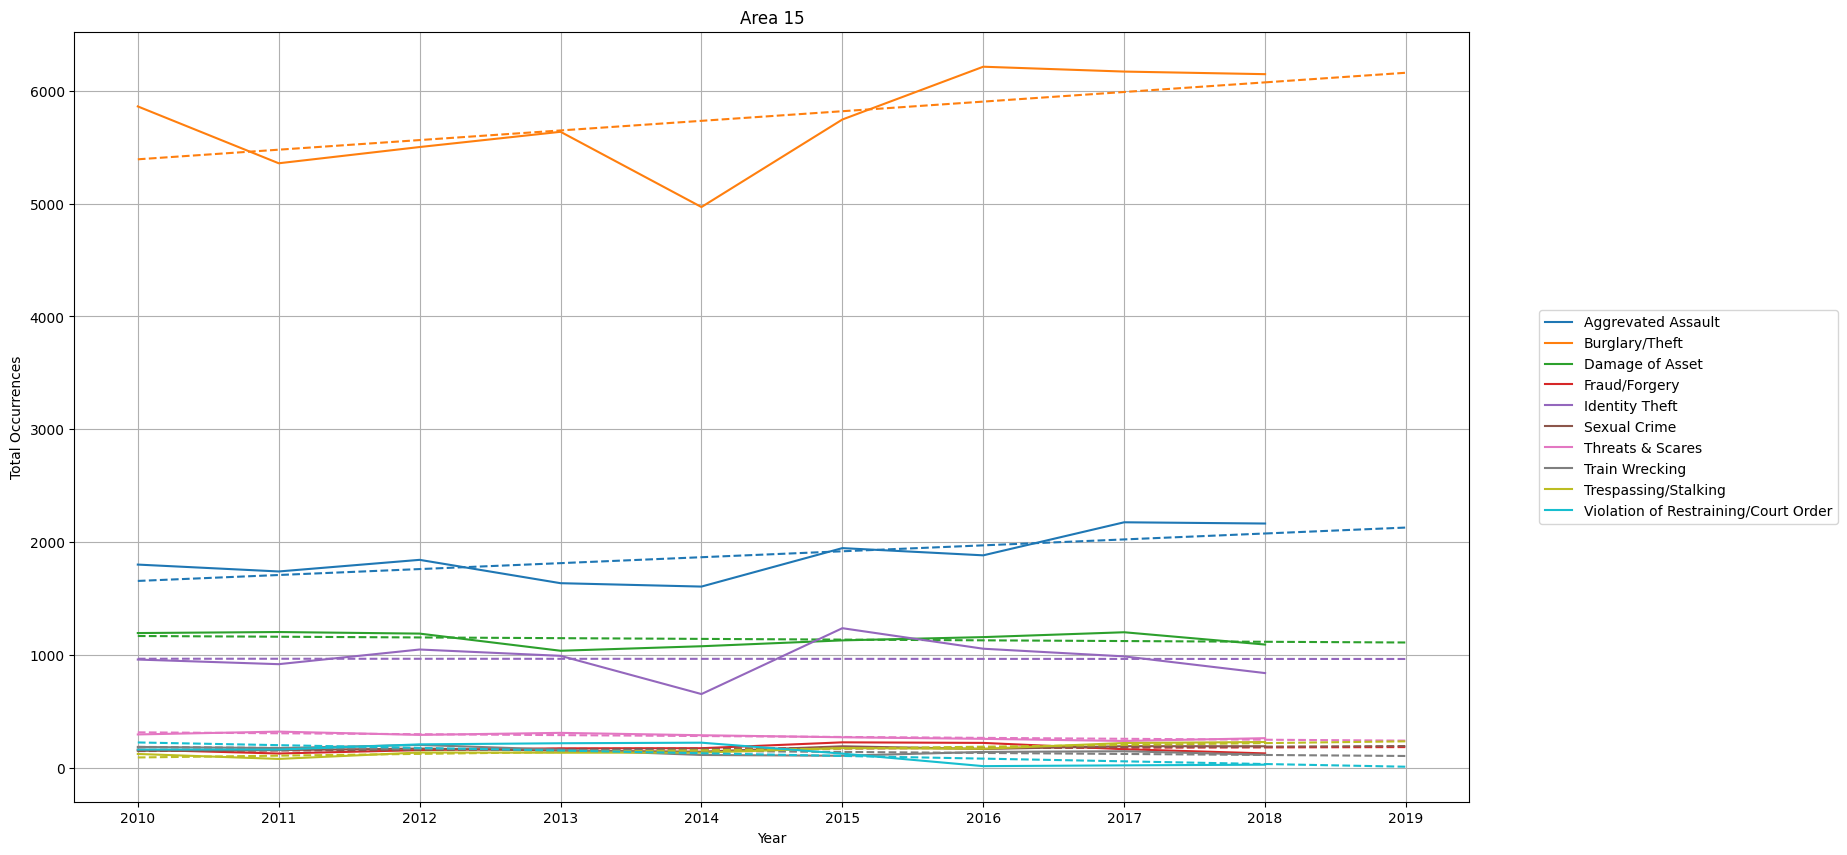 Area 15
Total Occurrences
6000
5000
4000
3000
2000
1000
0
2010 2011 2012 2013 2014 2015 2016 2017 2018 2019
Year
Aggrevated Assault
Burglary/Theft
Damage of Asset
Fraud/Forgery
Identity Theft
Sexual Crime
Threats & Scares
Train Wrecking
Trespassing/Stalking
Violation of Restraining/Court Order